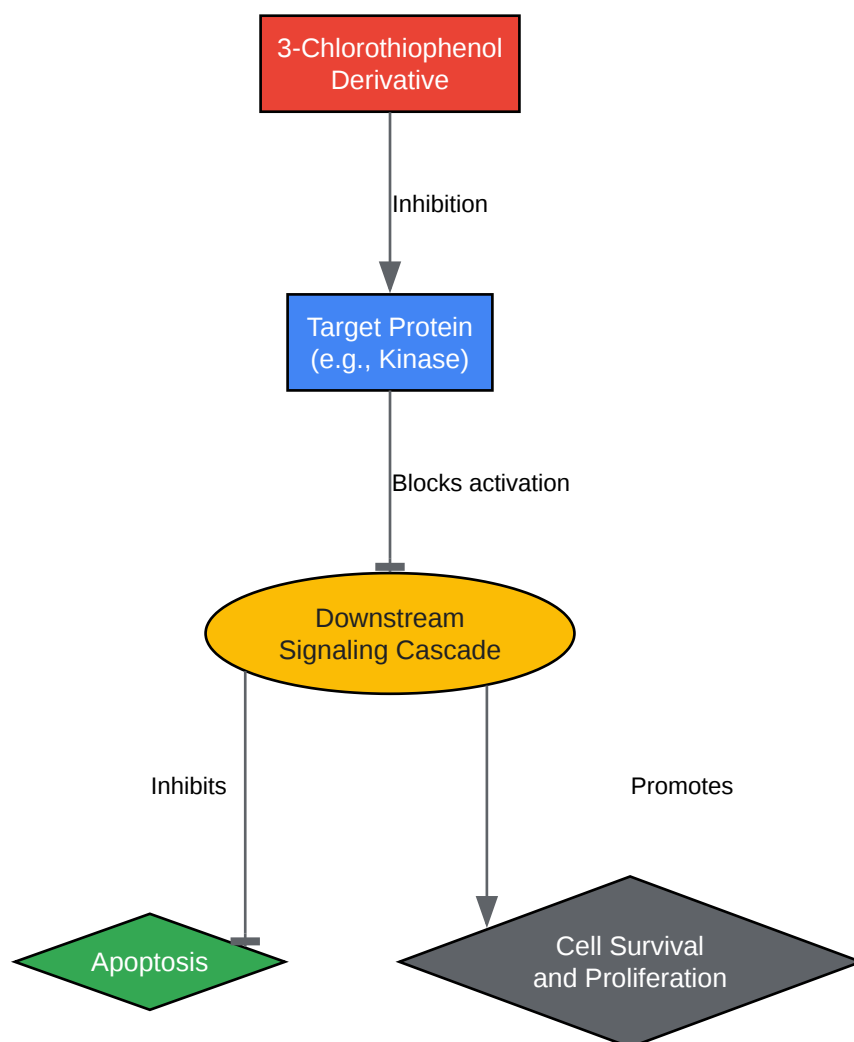 3-Chlorothiophenol
Derivative
Inhibition
Target Protein
(e.g., Kinase)
Blocks activation
Downstream
Signaling Cascade
Inhibits
Promotes
Apoptosis
Cell Survival
and Proliferation